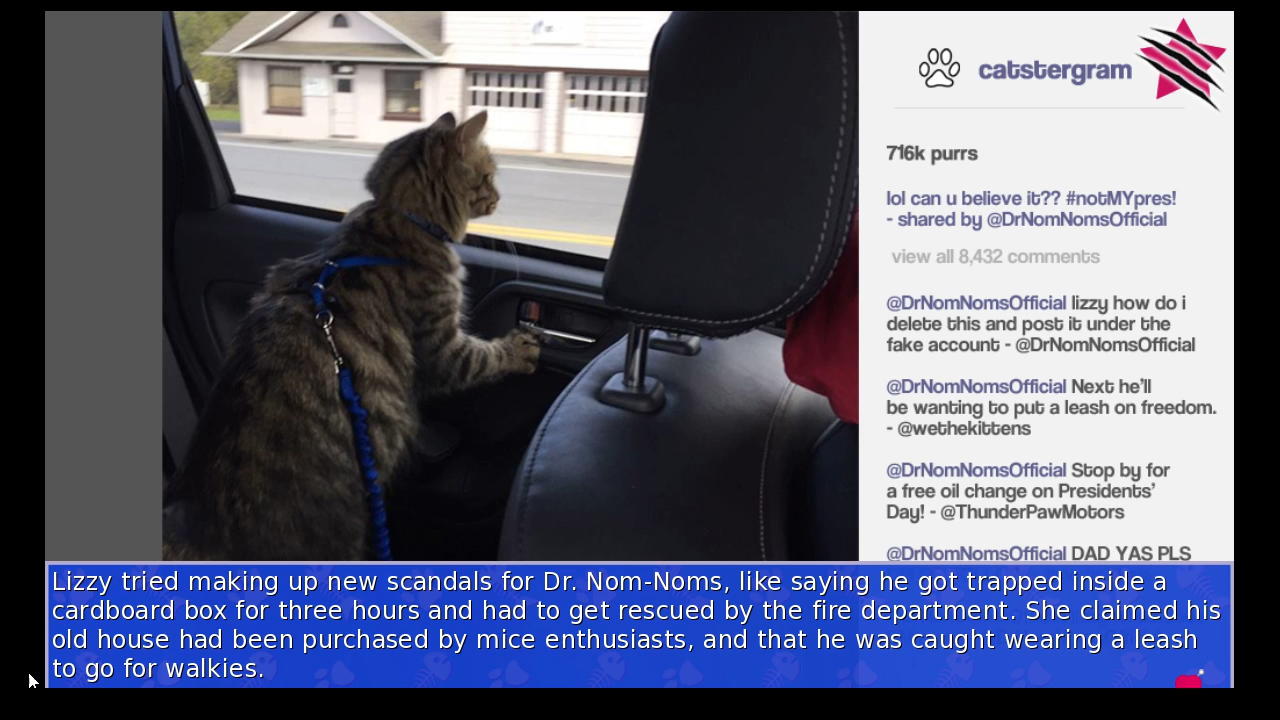 catstergram
716k purrs
lol can u believe it?? #notMYpres!
- shared by @DrNomNomsOfficial
view all 8,432 comments
@DrNomNomsOfficial lizzy how do i
delete this and post it under the
fake account - @DrNomNomsOfficial
@DrNomNomsOfficial Next he'll
be wanting to put a leash on freedom.
- @wethekittens
@DrNomNomsOfficial Stop by for
a free oil change on Presidents'
Day! - @ThunderPawMotors
@DrNomNomsOfficial DAD YAS PLS
Lizzy tried making up new scandals for Dr. Nom-Noms, like saying he got trapped inside a
cardboard box for three hours and had to get rescued by the fire department. She claimed his
old house had been purchased by mice enthusiasts, and that he was caught wearing a leash
to go for walkies.